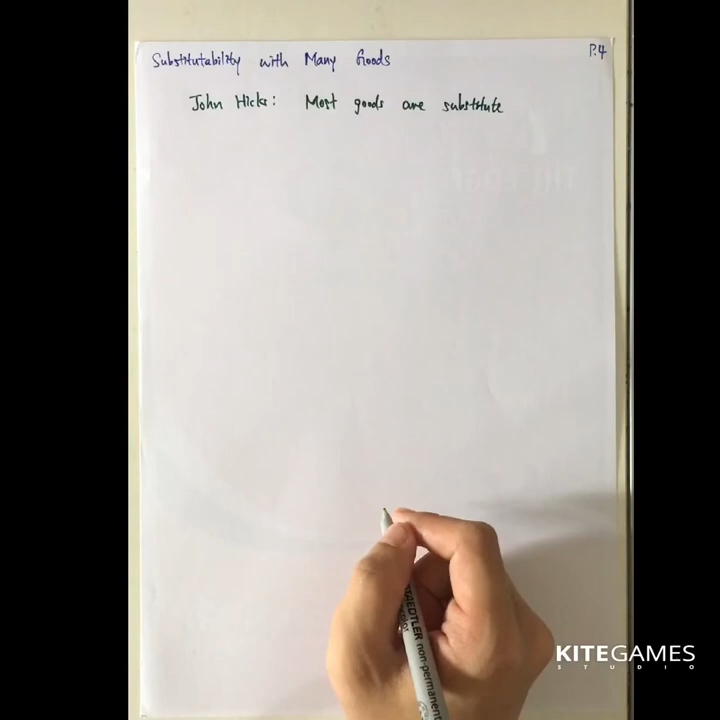 Substitutability with Many Goods
P.4
John Hicks: Most goods are substitute
STAEDTLER non-permanent
KITEGAMES
STUDIO